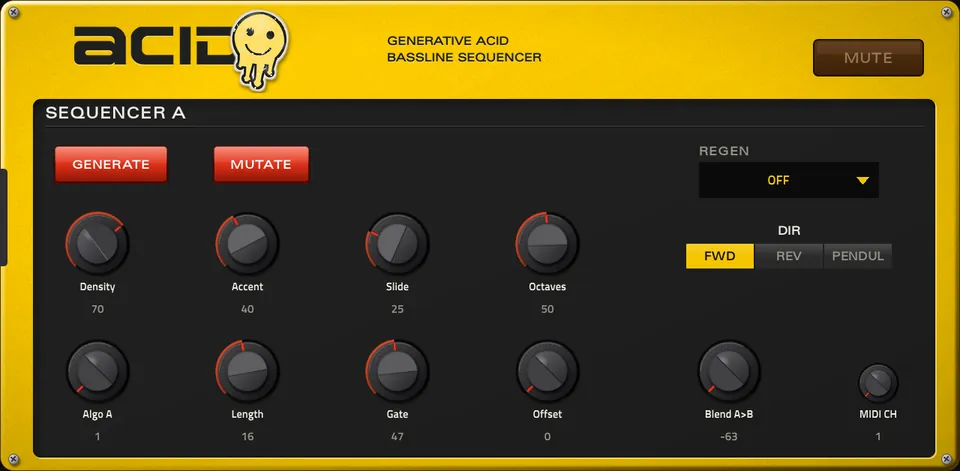 ACID
GENERATIVE ACID
BASSLINE SEQUENCER
MUTE
SEQUENCER A
GENERATE
MUTATE
REGEN
OFF
DIR
FWD
REV
PENDUL
Density
Accent
Slide
Octaves
70
40
25
50
Algo A
Length
Gate
Offset
Blend A>B
MIDI CH
1
16
47
0
-63
1